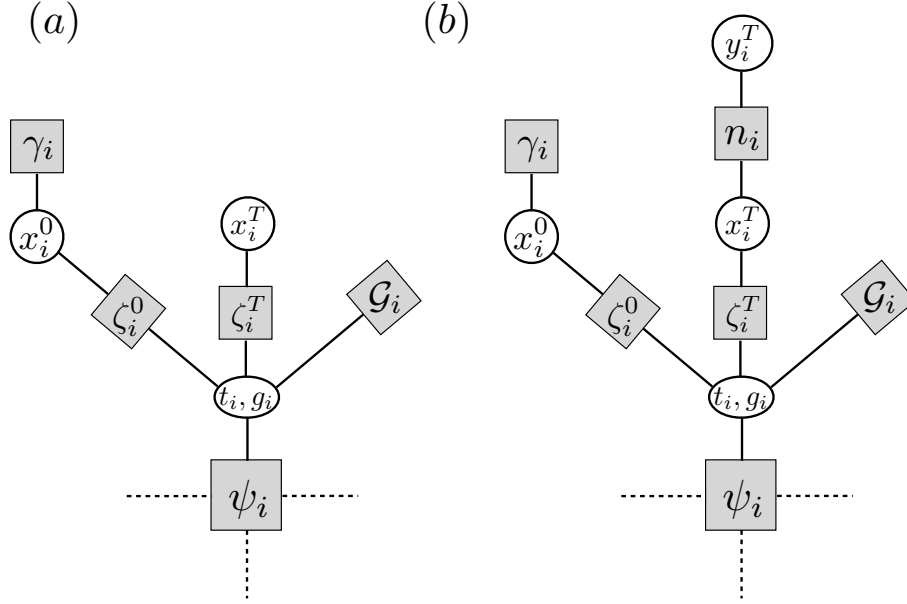 (a) (b)
y_i^T
γ_i γ_i n_i
x_i^0 x_i^T x_i^0 x_i^T
ζ_i^0 ζ_i^T 𝒢_i ζ_i^0 ζ_i^T 𝒢_i
t_i, g_i t_i, g_i
ψ_i ψ_i